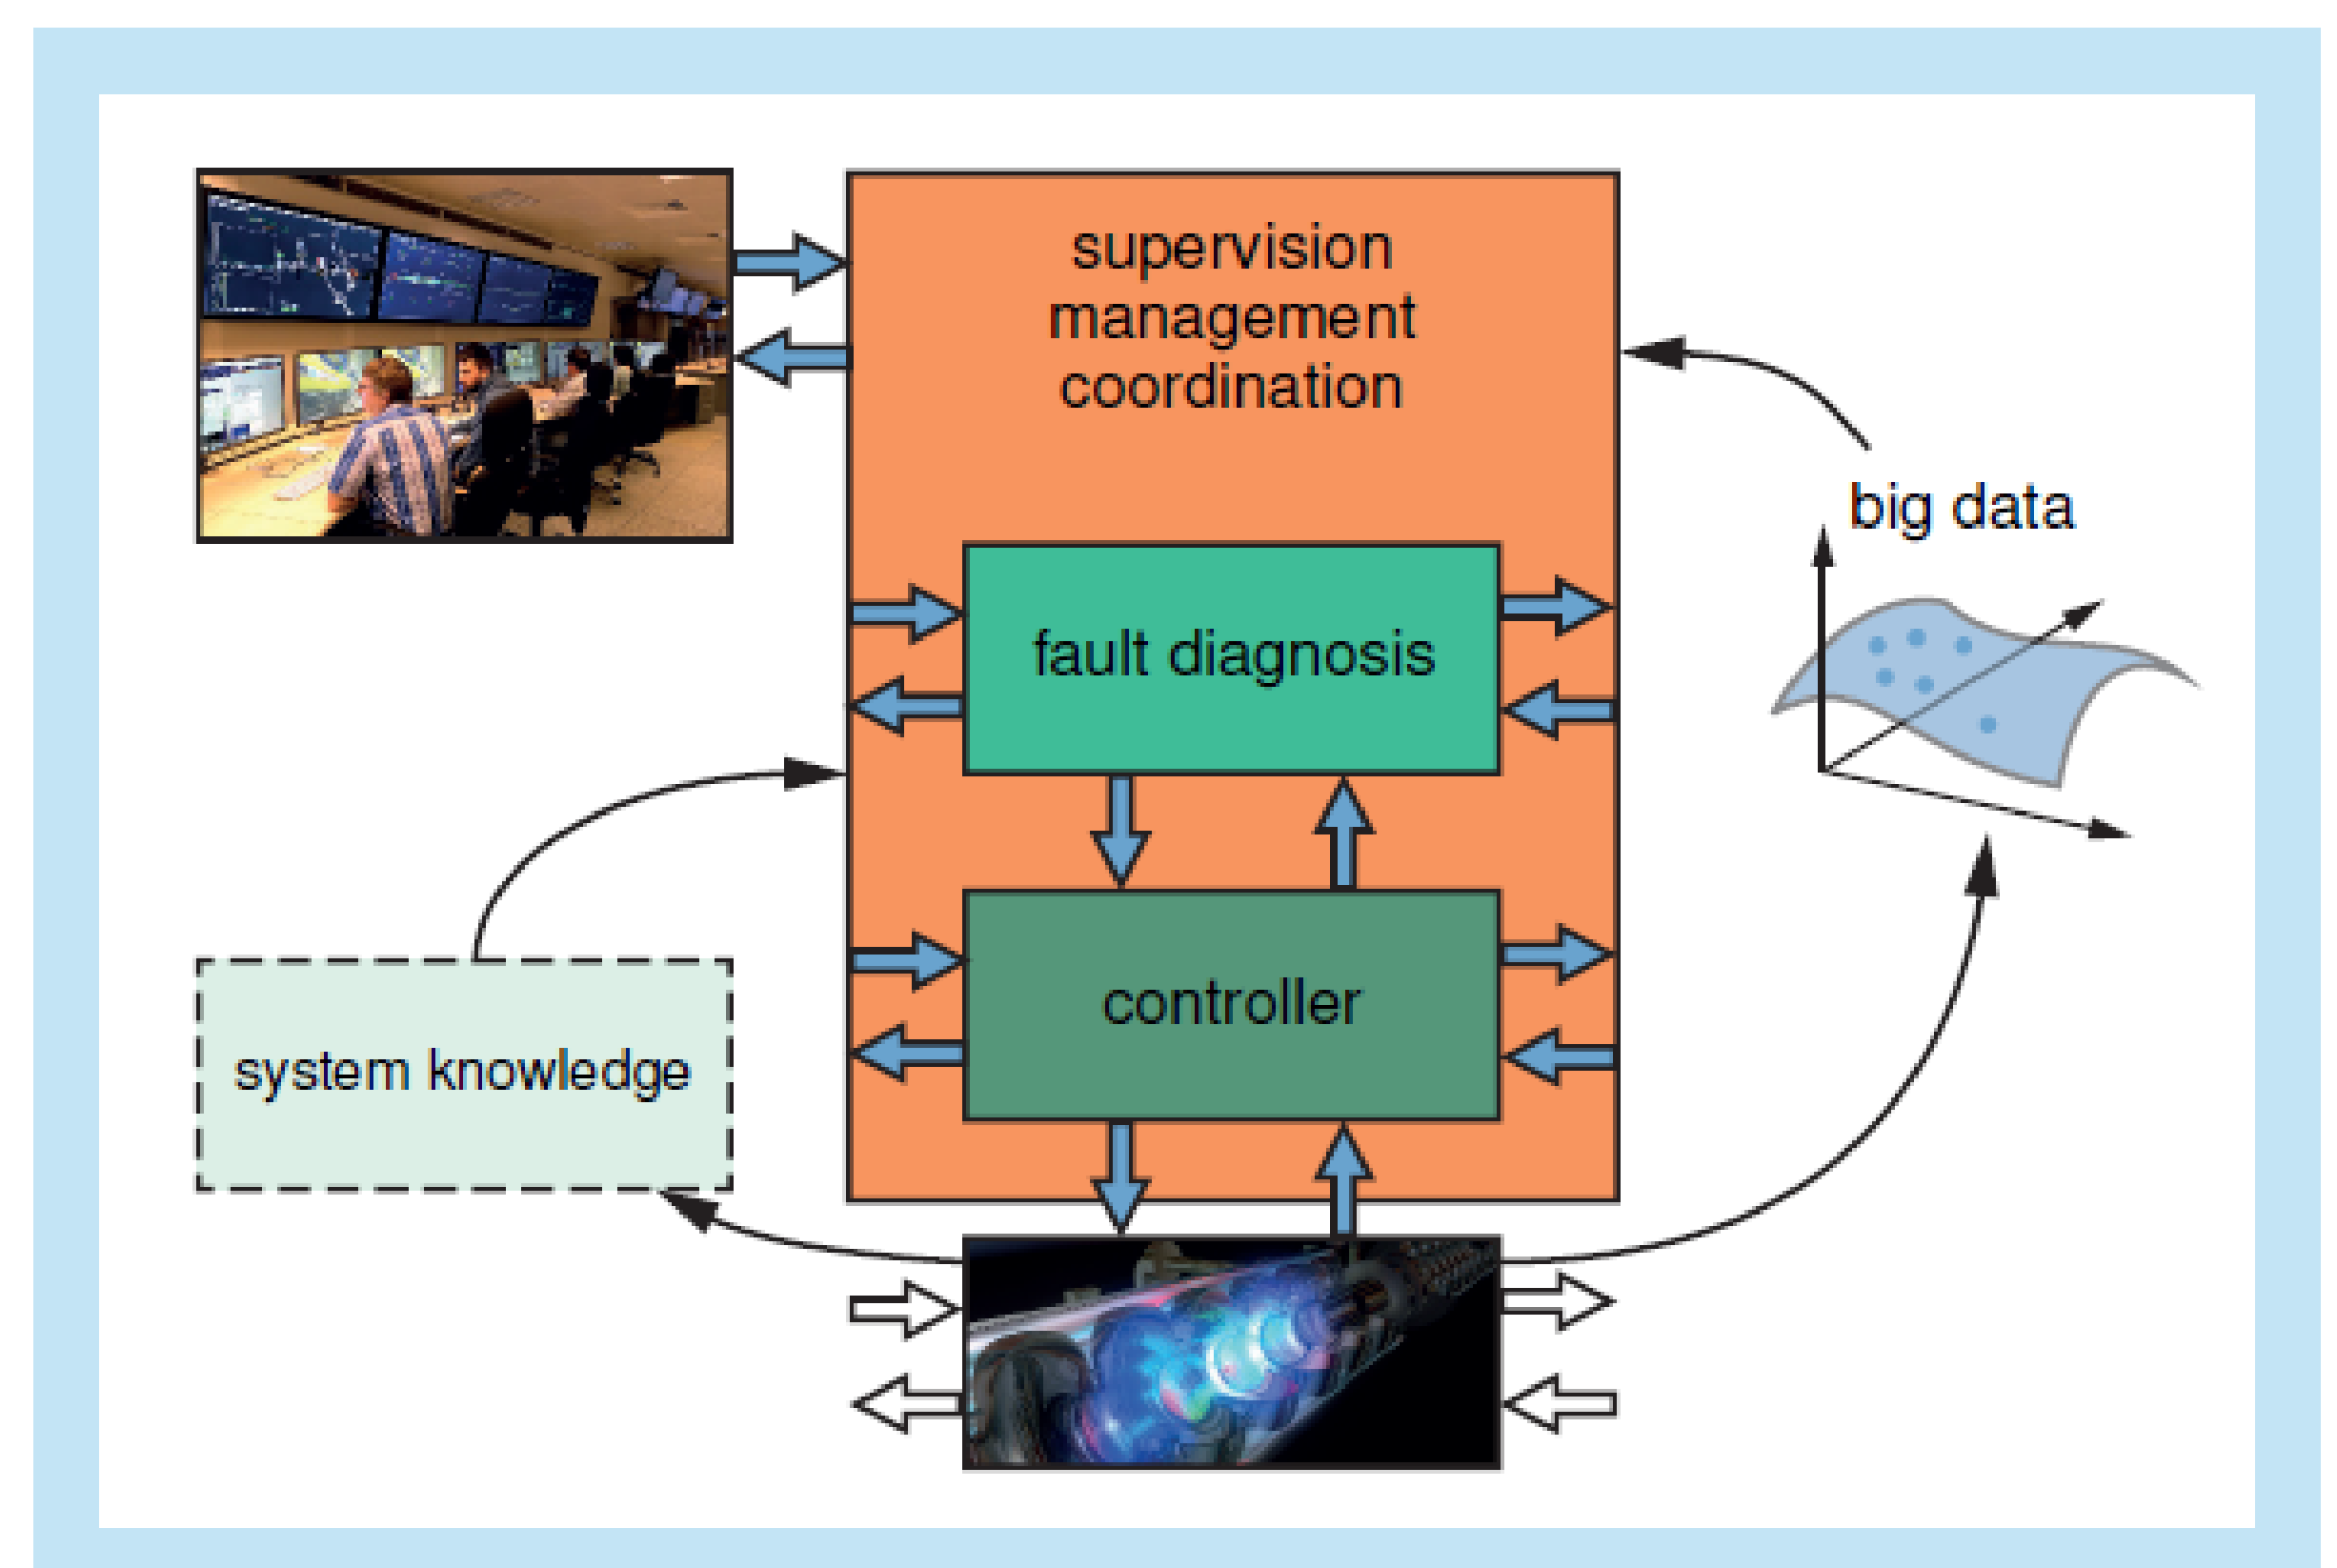 supervision
management
coordination
big data
fault diagnosis
controller
system knowledge